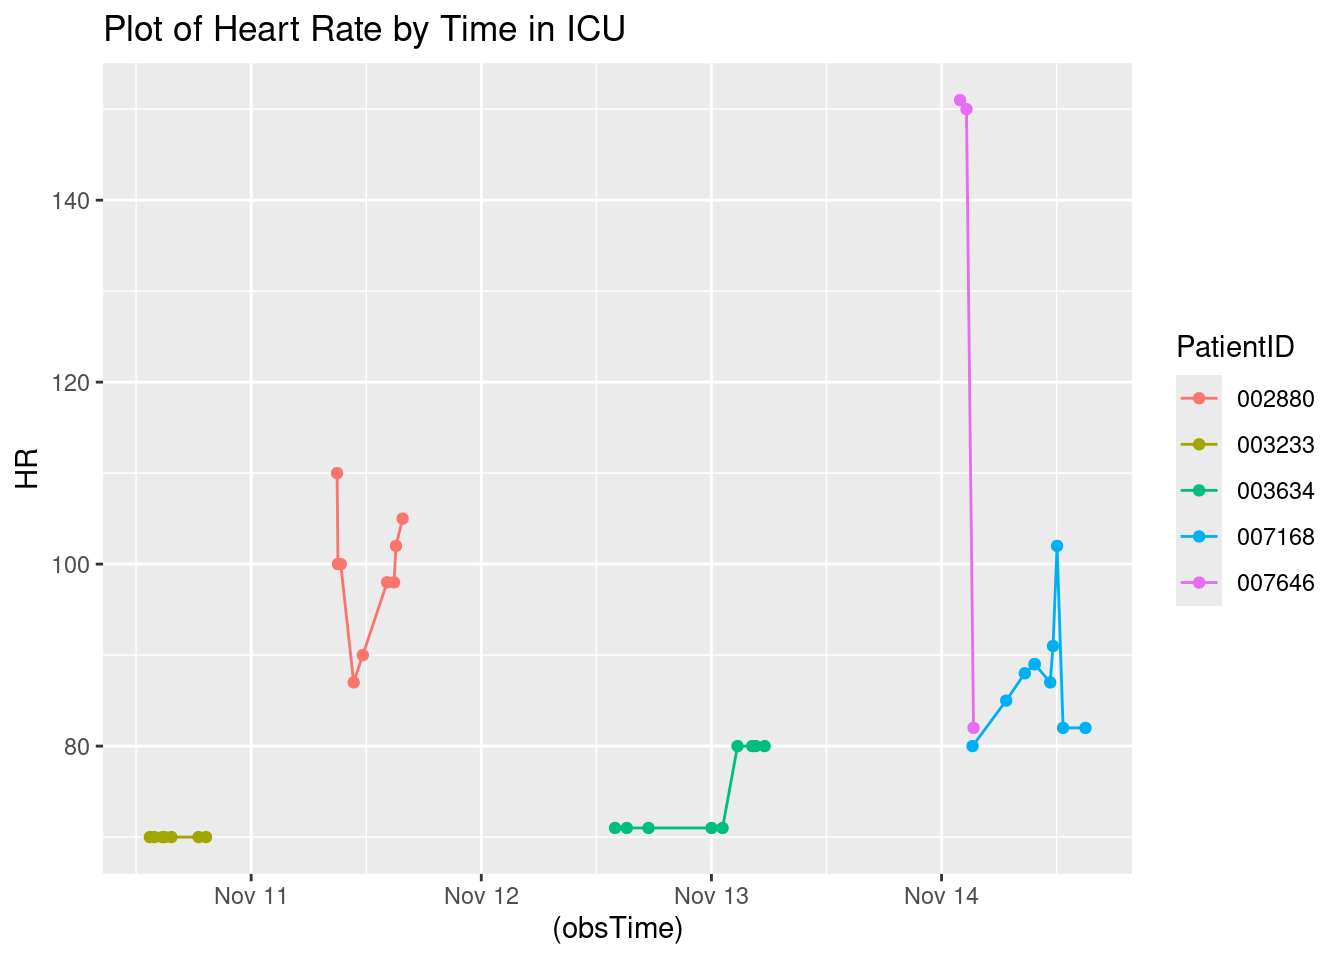 Plot of Heart Rate by Time in ICU
HR
140
120
100
80
Nov 11
Nov 12
Nov 13
Nov 14
(obsTime)
PatientID
002880
003233
003634
007168
007646